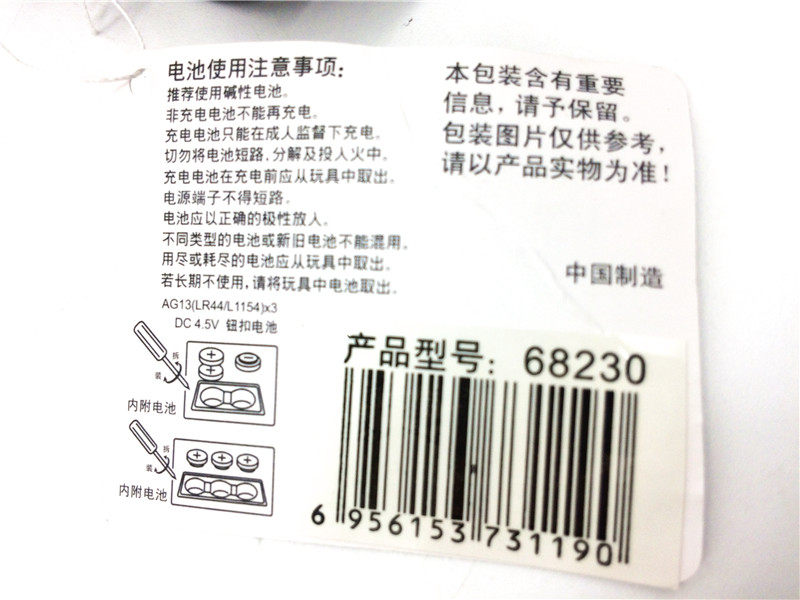 电池使用注意事项：
推荐使用碱性电池。
非充电电池不能再充电。
充电电池只能在成人监督下充电。
切勿将电池短路，分解及投入火中。
充电电池在充电前应从玩具中取出。
电源端子不得短路。
电池应以正确的极性放入。
不同类型的电池或新旧电池不能混用。
用尽或耗尽的电池应从玩具中取出。
若长期不使用，请将玩具中电池取出。
AG13(LR44/L1154)x3
DC 4.5V 钮扣电池
拆
装
内附电池
拆
装
内附电池
本包装含有重要
信息，请予保留。
包装图片仅供参考，
请以产品实物为准！
中国制造
产品型号：68230
6 956153 731190